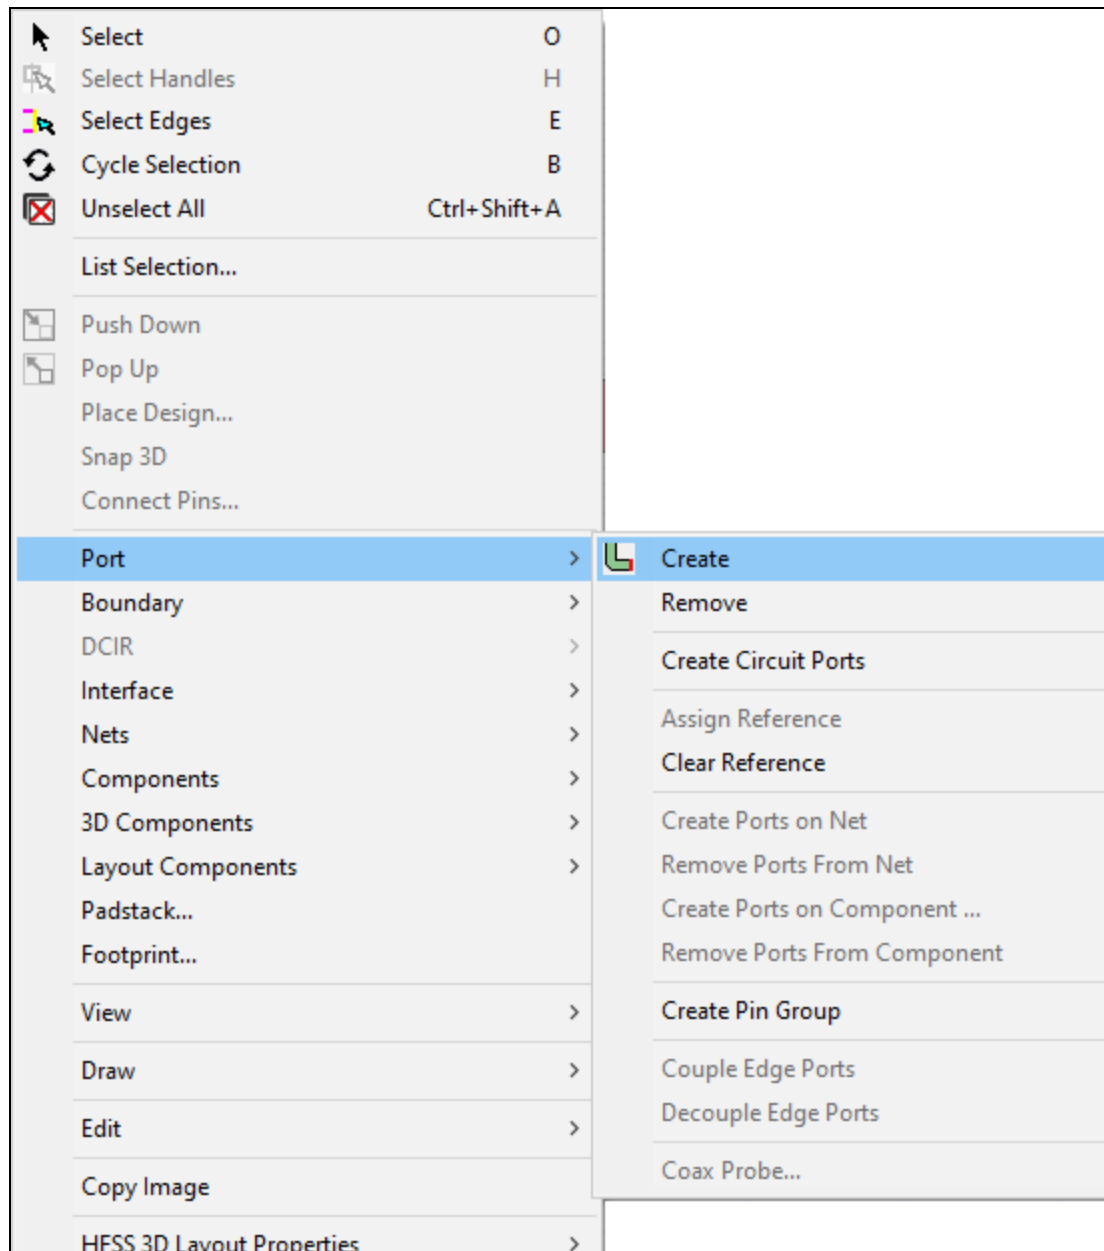 Select O
Select Handles H
Select Edges E
Cycle Selection B
Unselect All Ctrl+Shift+A
List Selection...
Push Down
Pop Up
Place Design...
Snap 3D
Connect Pins...
Port
Boundary
DCIR
Interface
Nets
Components
3D Components
Layout Components
Padstack...
Footprint...
View
Draw
Edit
Copy Image
HFSS 3D Layout Properties
Create
Remove
Create Circuit Ports
Assign Reference
Clear Reference
Create Ports on Net
Remove Ports From Net
Create Ports on Component ...
Remove Ports From Component
Create Pin Group
Couple Edge Ports
Decouple Edge Ports
Coax Probe...